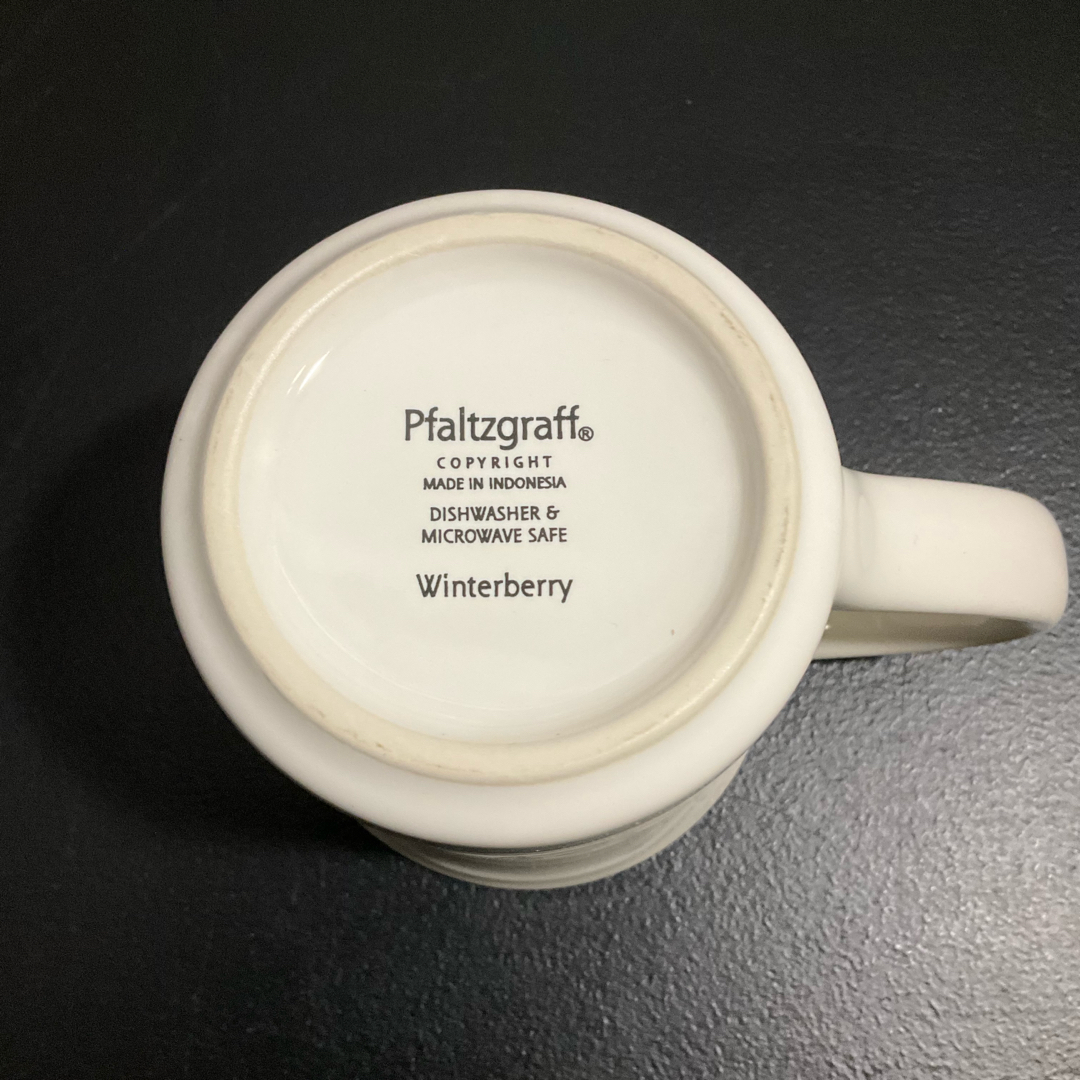 Pfaltzgraff®
COPYRIGHT
MADE IN INDONESIA
DISHWASHER &
MICROWAVE SAFE
Winterberry